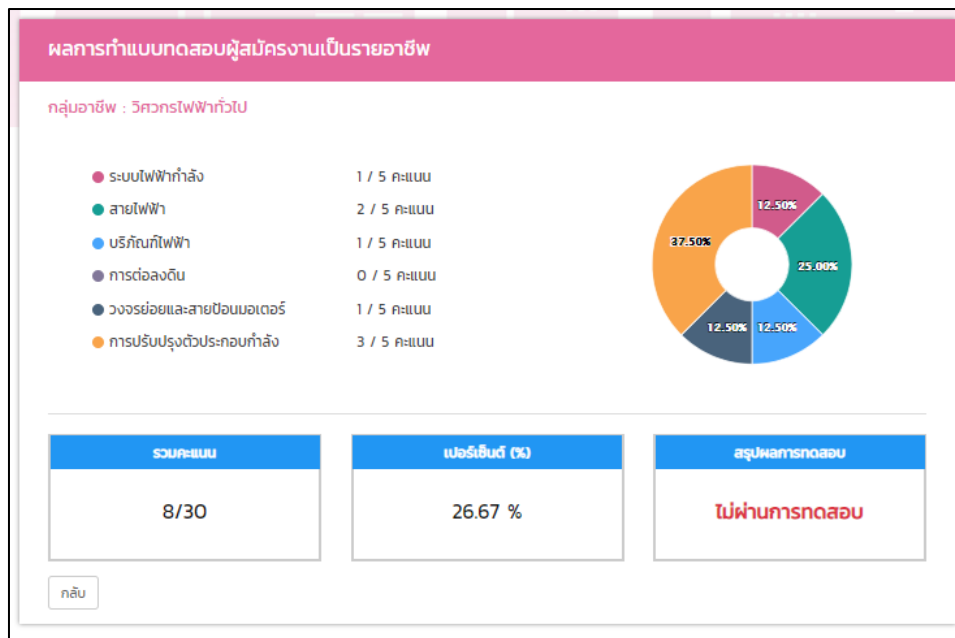 ผลการทำแบบทดสอบผู้สมัครงานเป็นรายอาชีพ
กลุ่มอาชีพ : วิศวกรไฟฟ้าทั่วไป
ระบบไฟฟ้ากำลัง 1 / 5 คะแนน
สายไฟฟ้า 2 / 5 คะแนน
บริภัณฑ์ไฟฟ้า 1 / 5 คะแนน
การต่อลงดิน 0 / 5 คะแนน
วงจรย่อยและสายป้อนมอเตอร์ 1 / 5 คะแนน
การปรับปรุงตัวประกอบกำลัง 3 / 5 คะแนน
12.50%
37.50%
25.00%
12.50% 12.50%
รวมคะแนน เปอร์เซ็นต์ (%) สรุปผลการทดสอบ
8/30 26.67 % ไม่ผ่านการทดสอบ
กลับ